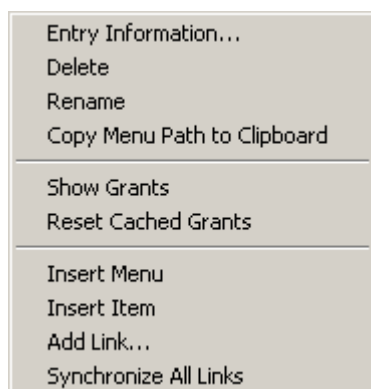 Entry Information...
Delete
Rename
Copy Menu Path to Clipboard
Show Grants
Reset Cached Grants
Insert Menu
Insert Item
Add Link...
Synchronize All Links